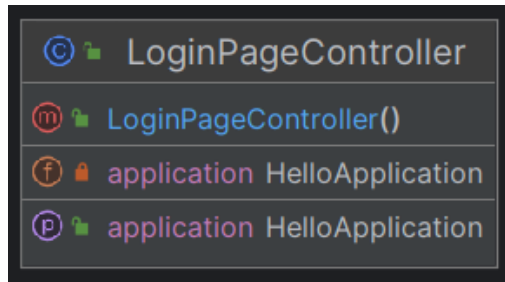 © LoginPageController
m LoginPageController()
f application HelloApplication
p application HelloApplication